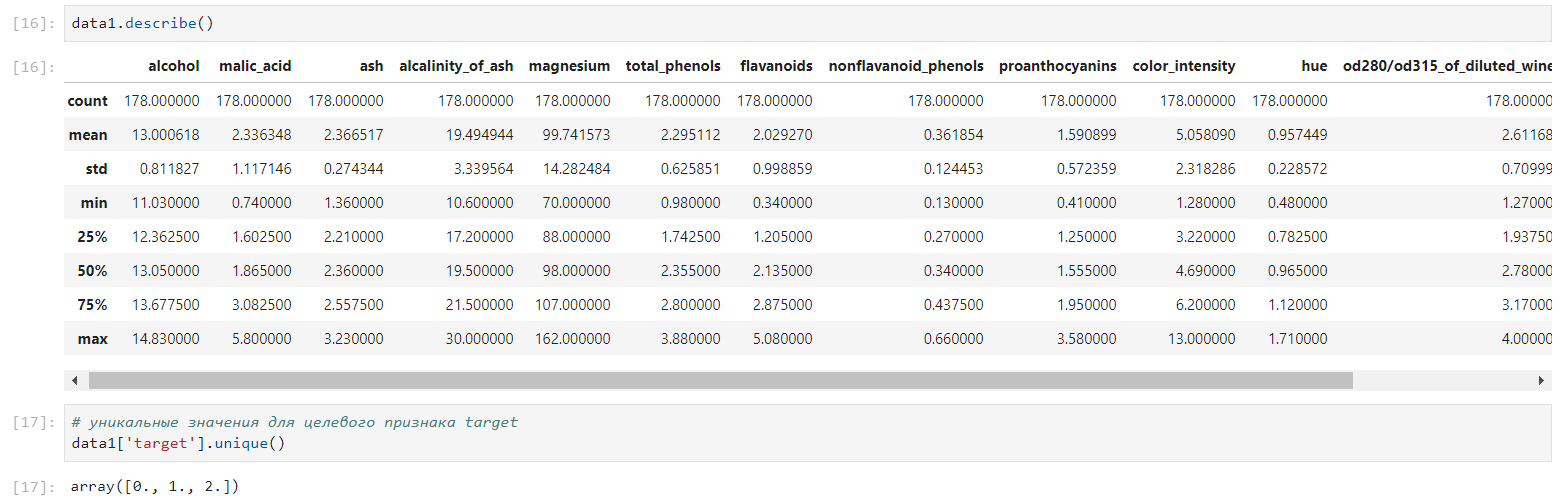 [16]: data1.describe()
[16]: alcohol malic_acid ash alcalinity_of_ash magnesium total_phenols flavanoids nonflavanoid_phenols proanthocyanins color_intensity hue od280/od315_of_diluted_wine
count 178.000000 178.000000 178.000000 178.000000 178.000000 178.000000 178.000000 178.000000 178.000000 178.000000 178.000000 178.00000
mean 13.000618 2.336348 2.366517 19.494944 99.741573 2.295112 2.029270 0.361854 1.590899 5.058090 0.957449 2.61168
std 0.811827 1.117146 0.274344 3.339564 14.282484 0.625851 0.998859 0.124453 0.572359 2.318286 0.228572 0.70999
min 11.030000 0.740000 1.360000 10.600000 70.000000 0.980000 0.340000 0.130000 0.410000 1.280000 0.480000 1.27000
25% 12.362500 1.602500 2.210000 17.200000 88.000000 1.742500 1.205000 0.270000 1.250000 3.220000 0.782500 1.93750
50% 13.050000 1.865000 2.360000 19.500000 98.000000 2.355000 2.135000 0.340000 1.555000 4.690000 0.965000 2.78000
75% 13.677500 3.082500 2.557500 21.500000 107.000000 2.800000 2.875000 0.437500 1.950000 6.200000 1.120000 3.17000
max 14.830000 5.800000 3.230000 30.000000 162.000000 3.880000 5.080000 0.660000 3.580000 13.000000 1.710000 4.00000
[17]: # уникальные значения для целевого признака target
data1['target'].unique()
[17]: array([0., 1., 2.])